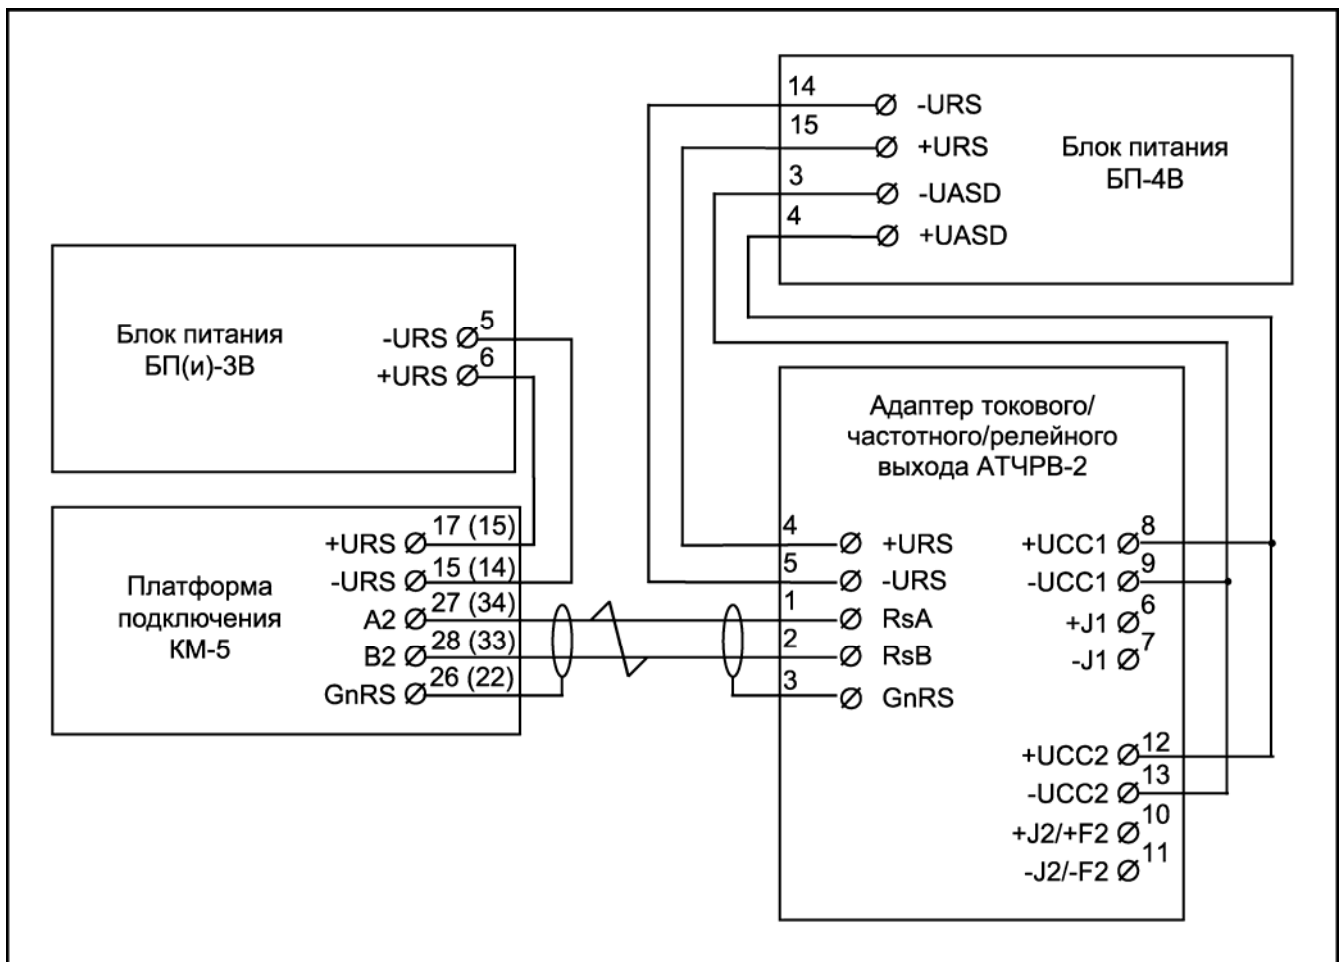 14
-URS
15
+URS
Блок питания
БП-4В
3
-UASD
4
+UASD
Блок питания
БП(и)-3В
5
-URS
6
+URS
Адаптер токового/
частотного/релейного
выхода АТЧРВ-2
Платформа
подключения
КМ-5
+URS
17 (15)
-URS
15 (14)
A2
27 (34)
B2
28 (33)
GnRS
26 (22)
4
+URS
5
-URS
1
RsA
2
RsB
3
GnRS
+UCC1
8
-UCC1
9
+J1
6
-J1
7
+UCC2
12
-UCC2
13
+J2/+F2
10
-J2/-F2
11